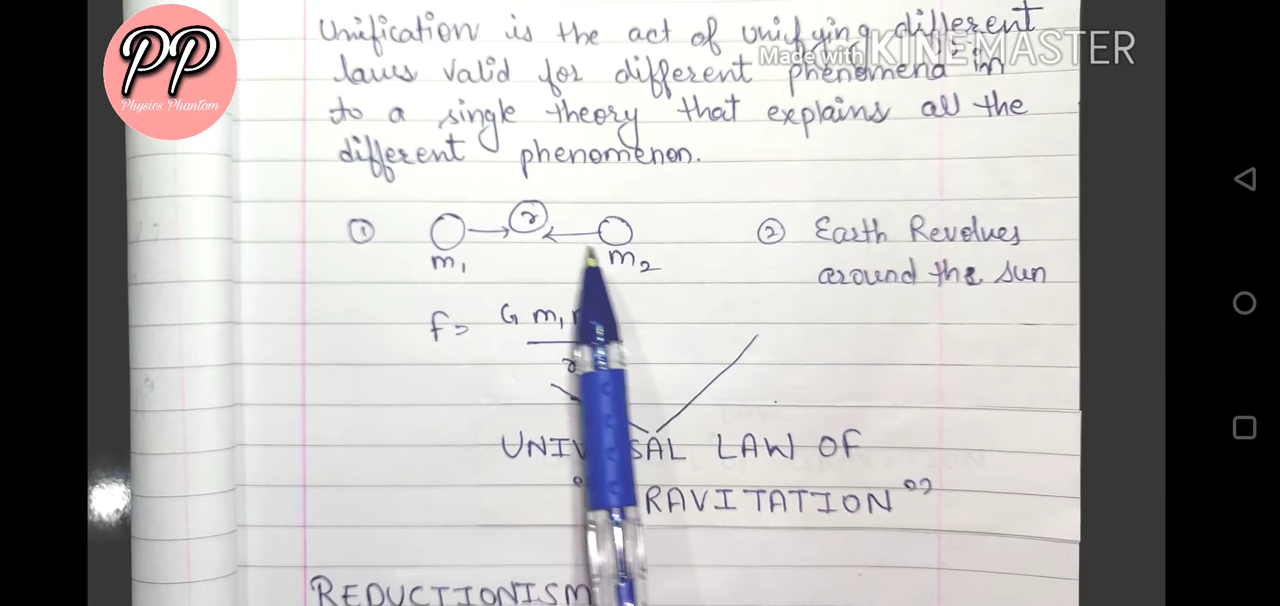 PP
Physics Phantom
Made with KINEMASTER
Unification is the act of unifying different
laws valid for different phenomena in
to a single theory that explains all the
different phenomenon.
① r ② Earth Revolves
m1 m2 around the sun
f = G m1
r
LAW OF
RAVITATION"
REDUCTIONISM